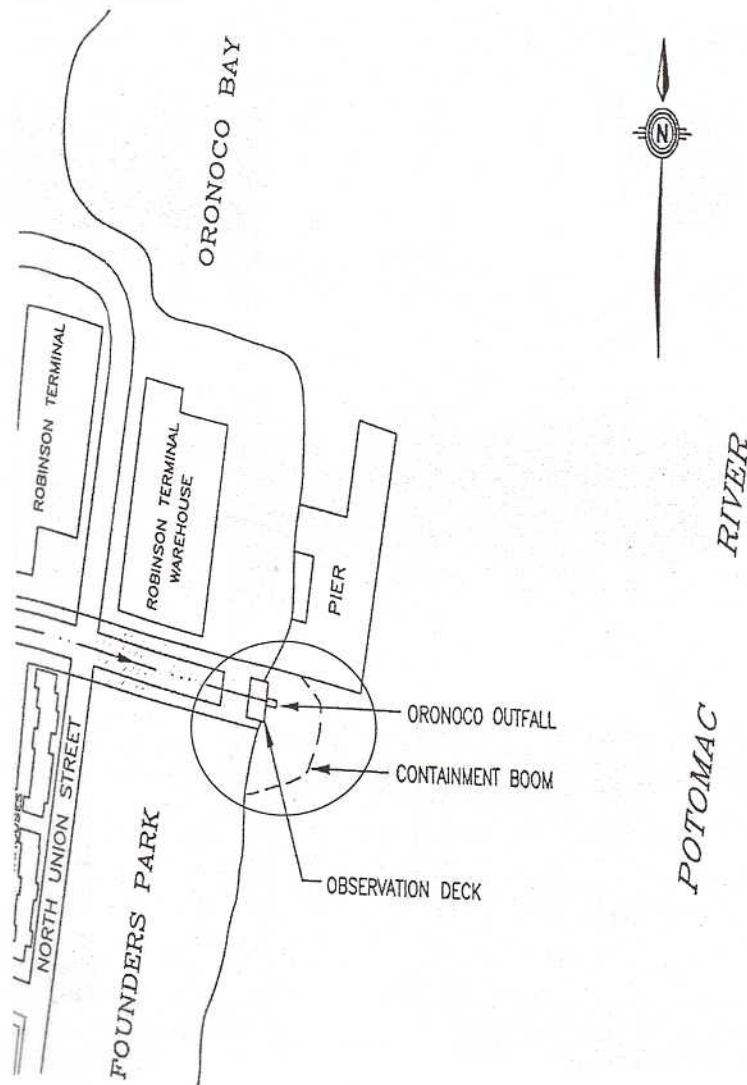 ORONOCO BAY
N
ROBINSON TERMINAL
ROBINSON TERMINAL
WAREHOUSE
PIER
RIVER
POTOMAC
ORONOCO OUTFALL
CONTAINMENT BOOM
OBSERVATION DECK
NORTH UNION STREET
FOUNDERS PARK